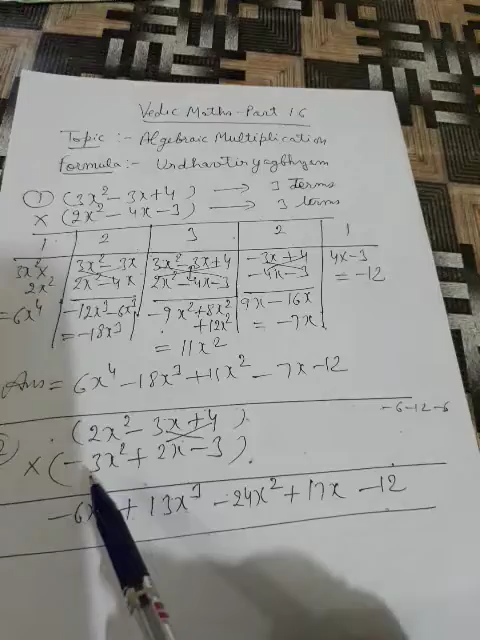 Vedic Maths-Part 16
Topic :- Algebraic Multiplication
Formula:- Urdhavtiryagbhyam
① (3x² - 3x + 4) → 3 terms
× (2x² - 4x - 3) → 3 terms
1 2 3 2 1
3x² × 3x² - 3x 3x² - 3x + 4 - 3x + 4 4x - 3
2x² 2x² - 4x 2x² - 4x - 3 - 4x - 3 = -12
= 6x⁴ -12x³ - 6x³ -9x² + 8x² 9x - 16x
= -18x³ + 12x² = -7x
= 11x²
Ans = 6x⁴ - 18x³ + 11x² - 7x - 12
(2x² - 3x + 4) - 6 - 12 - 6
2) × (- 3x² + 2x - 3)
- 6x + 13x³ - 24x² + 17x - 12